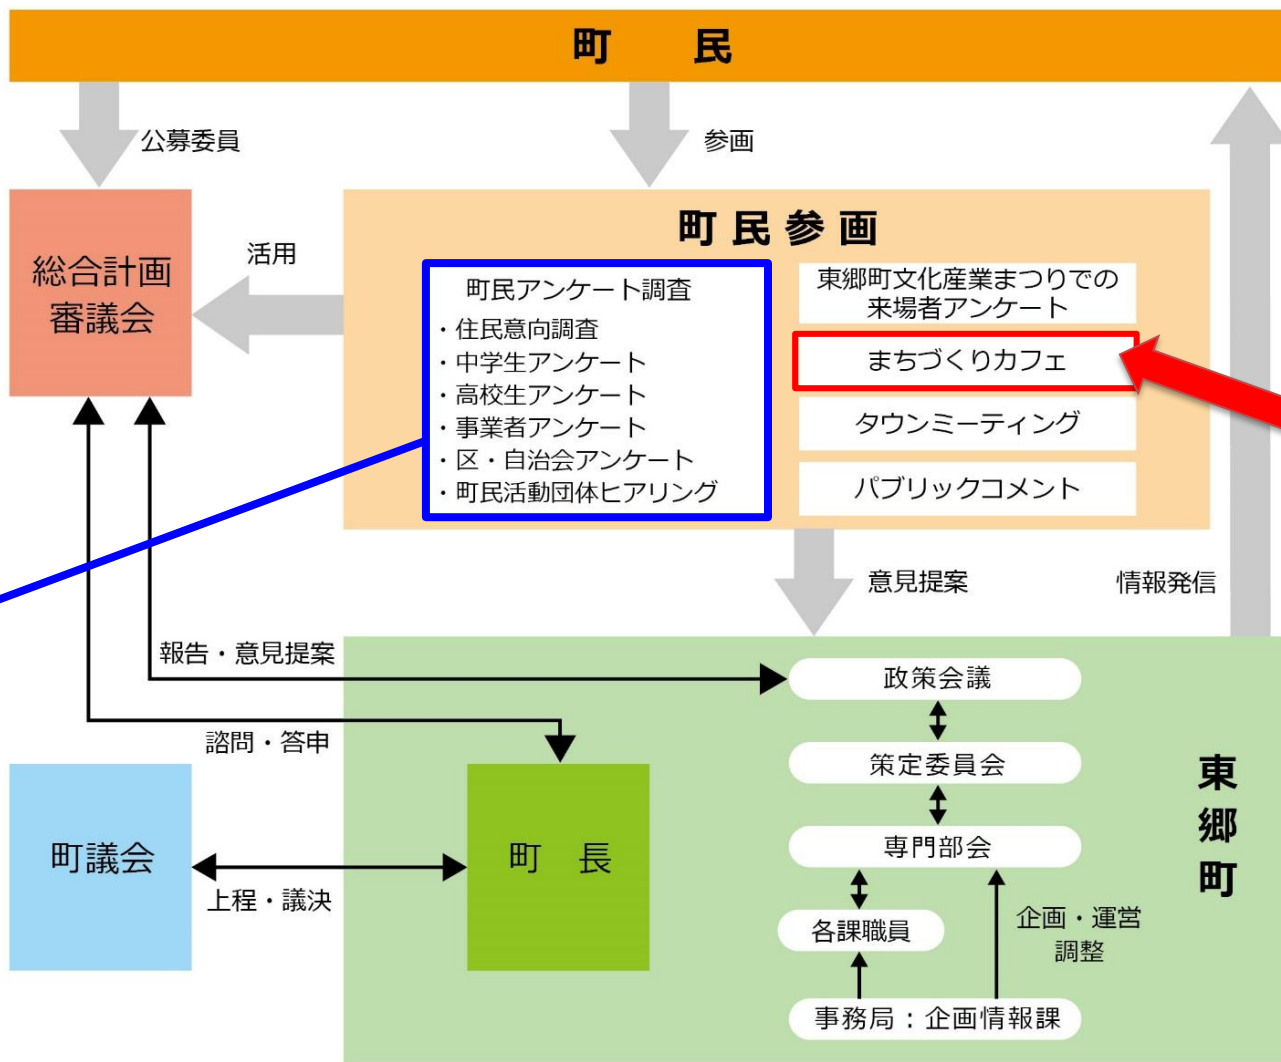 町　民
公募委員
参画
総合計画
審議会
活用
町民参画
町民アンケート調査
・住民意向調査
・中学生アンケート
・高校生アンケート
・事業者アンケート
・区・自治会アンケート
・町民活動団体ヒアリング
東郷町文化産業まつりでの
来場者アンケート
まちづくりカフェ
タウンミーティング
パブリックコメント
意見提案
情報発信
報告・意見提案
諮問・答申
町議会
上程・議決
町　長
政策会議
策定委員会
専門部会
各課職員
企画・運営
調整
事務局：企画情報課
東郷町